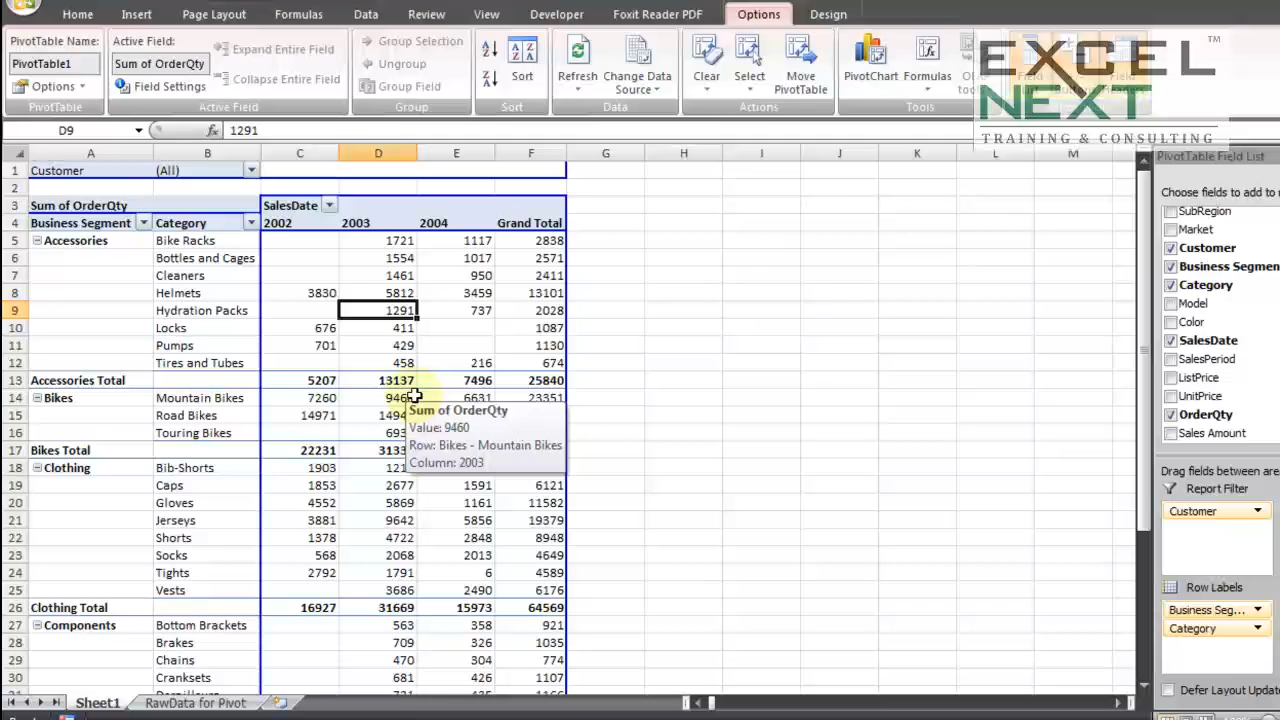 Home Insert Page Layout Formulas Data Review View Developer Foxit Reader PDF Options Design
PivotTable Name: Active Field: Expand Entire Field Group Selection
PivotTable1 Sum of OrderQty Collapse Entire Field Ungroup Sort Refresh Change Data Source Clear Select Move PivotTable PivotChart Formulas
Options Field Settings Group Field
PivotTable Active Field Group Sort Data Actions Tools
EXCEL ™
NEXT
TRAINING & CONSULTING
D9 fx 1291
A B C D E F G H I J K L M
1 Customer (All)
2
3 Sum of OrderQty SalesDate
4 Business Segment Category 2002 2003 2004 Grand Total
5 Accessories Bike Racks 1721 1117 2838
6 Bottles and Cages 1554 1017 2571
7 Cleaners 1461 950 2411
8 Helmets 3830 5812 3459 13101
9 Hydration Packs 1291 737 2028
10 Locks 676 411 1087
11 Pumps 701 429 1130
12 Tires and Tubes 458 216 674
13 Accessories Total 5207 13137 7496 25840
14 Bikes Mountain Bikes 7260 9460 6631 23351
15 Road Bikes 14971
16 Touring Bikes
17 Bikes Total 22231
Sum of OrderQty
Value: 9460
Row: Bikes - Mountain Bikes
Column: 2003
18 Clothing Bib-Shorts 1903
19 Caps 1853 2677 1591 6121
20 Gloves 4552 5869 1161 11582
21 Jerseys 3881 9642 5856 19379
22 Shorts 1378 4722 2848 8948
23 Socks 568 2068 2013 4649
24 Tights 2792 1791 6 4589
25 Vests 3686 2490 6176
26 Clothing Total 16927 31669 15973 64569
27 Components Bottom Brackets 563 358 921
28 Brakes 709 326 1035
29 Chains 470 304 774
30 Cranksets 681 426 1107
Sheet1 RawData for Pivot
PivotTable Field List
Choose fields to add to
SubRegion
Market
Customer
Business Segmen
Category
Model
Color
SalesDate
SalesPeriod
ListPrice
UnitPrice
OrderQty
Sales Amount
Drag fields between area
Report Filter
Customer
Row Labels
Business Seg...
Category
Defer Layout Update